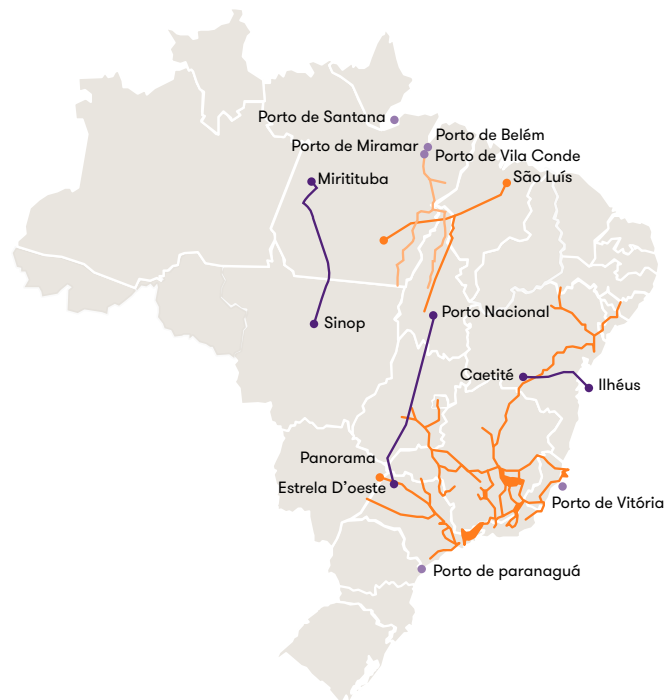 Porto de Santana
Porto de Belém
Porto de Miramar
Porto de Vila Conde
São Luís
Miritituba
Porto Nacional
Sinop
Caetité
Ilhéus
Panorama
Estrela D’oeste
Porto de Vitória
Porto de paranaguá